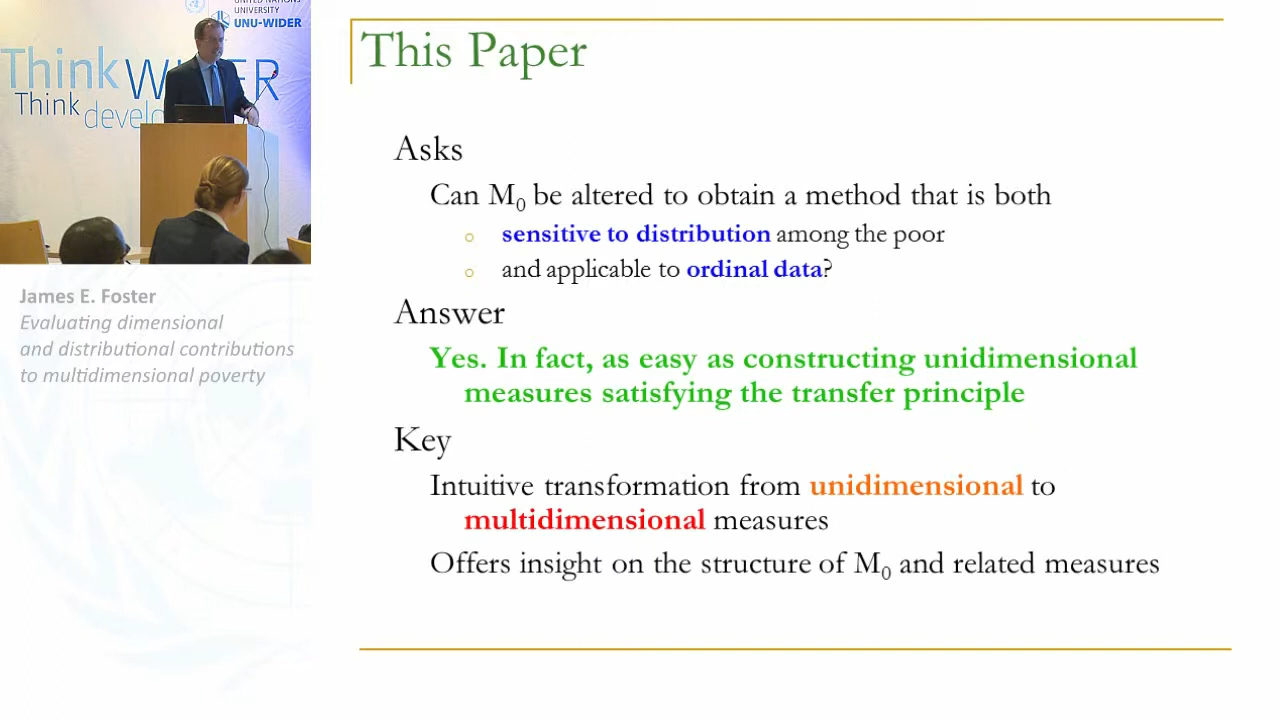 UNITED NATIONS
UNIVERSITY
UNU-WIDER
Think WIDER
Think develo
James E. Foster
Evaluating dimensional
and distributional contributions
to multidimensional poverty
This Paper
Asks
Can M0 be altered to obtain a method that is both
sensitive to distribution among the poor
and applicable to ordinal data?
Answer
Yes. In fact, as easy as constructing unidimensional
measures satisfying the transfer principle
Key
Intuitive transformation from unidimensional to
multidimensional measures
Offers insight on the structure of M0 and related measures